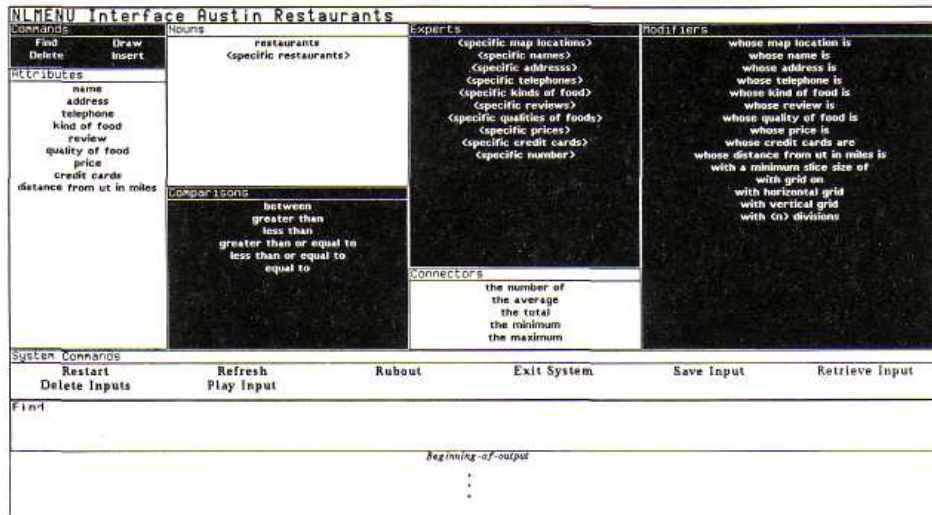 NLMENU Interface Austin Restaurants
Commands
Find Draw
Delete Insert
Attributes
name
address
telephone
kind of food
review
quality of food
price
credit cards
distance from ut in miles
Nouns
restaurants
<specific restaurants>
Comparisons
between
greater than
less than
greater than or equal to
less than or equal to
equal to
Experts
<specific map locations>
<specific names>
<specific addresss>
<specific telephones>
<specific kinds of food>
<specific reviews>
<specific qualities of foods>
<specific prices>
<specific credit cards>
<specific number>
Connectors
the number of
the average
the total
the minimum
the maximum
Modifiers
whose map location is
whose name is
whose address is
whose telephone is
whose kind of food is
whose review is
whose quality of food is
whose price is
whose credit cards are
whose distance from ut in miles is
with a minimum slice size of
with grid on
with horizontal grid
with vertical grid
with <n> divisions
System Commands
Restart Refresh Rubout Exit System Save Input Retrieve Input
Delete Inputs Play Input
Find
Beginning-of-output